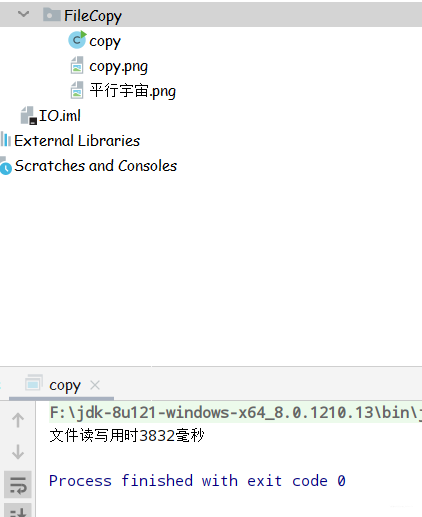 FileCopy
copy
copy.png
平行宇宙.png
IO.iml
External Libraries
Scratches and Consoles
copy
F:\jdk-8u121-windows-x64_8.0.1210.13\bin\j
文件读写用时3832毫秒
Process finished with exit code 0